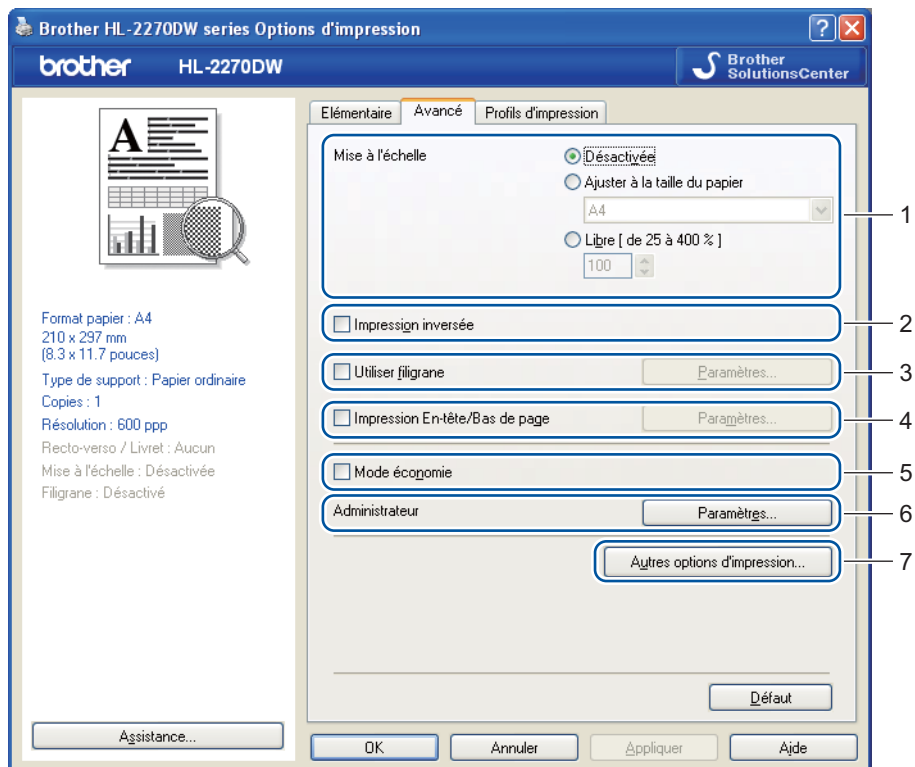 Brother HL-2270DW series Options d'impression
brother HL-2270DW Brother SolutionsCenter
Elémentaire Avancé Profils d'impression
A
Mise à l'échelle
Désactivée
Ajuster à la taille du papier
A4
Libre [ de 25 à 400 % ]
100
1
Impression inversée
2
Utiliser filigrane Paramètres...
3
Impression En-tête/Bas de page Paramètres...
4
Mode économie
5
Administrateur Paramètres...
6
Autres options d'impression...
7
Format papier : A4
210 x 297 mm
(8.3 x 11.7 pouces)
Type de support : Papier ordinaire
Copies : 1
Résolution : 600 ppp
Recto-verso / Livret : Aucun
Mise à l'échelle : Désactivée
Filigrane : Désactivé
Défaut
Assistance...
OK Annuler Appliquer Aide